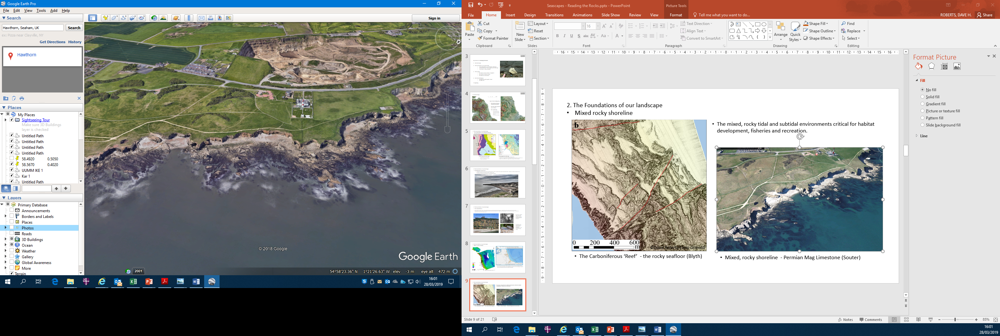 Google Earth Pro
File Edit View Tools Add Help
Search
Hawthorn, Seaham, UK Search
ex: Pizza near Clayville, NY
Get Directions History
Hawthorn
Places
My Places
Sightseeing Tour
Make sure 3D Buildings
layer is checked
Untitled Path
Untitled Path
Untitled Path
Untitled Path
58.4920 0.5050
58.5670 0.4020
UUMM IKE 1
Kar 1
Untitled Path
Layers
Primary Database
Announcements
Borders and Labels
Places
Photos
Roads
3D Buildings
Ocean
Weather
Gallery
Global Awareness
More
Terrain
Sign in
N
© 2018 Google
Google Earth
2001
54°58'23.36" N 1°21'26.63" W elev -3 m eye alt 472 m
16:01
28/03/2019
Seascapes - Reading the Rocks.pptx - PowerPoint
Picture Tools
File Home Insert Design Transitions Animations Slide Show Review View Format Tell me what you want to do...
ROBERTS, DAVE H. Share
Paste
Cut
Copy
Format Painter
Clipboard
New
Slide
Layout
Reset
Section
Slides
16
B I U S abc AV Aa A
Font
Text Direction
Align Text
Convert to SmartArt
Paragraph
Arrange
Quick
Styles
Shape Fill
Shape Outline
Shape Effects
Drawing
Find
Replace
Select
Editing
3
4
5
6
7
8
9
2. The Foundations of our landscape
• Mixed rocky shoreline
b
0 200 400 600
m
©David Roberts/Elena Grimoldi
• The Carboniferous ‘Reef’ - the rocky seafloor (Blyth)
• The mixed, rocky tidal and subtidal environments critical for habitat
development, fisheries and recreation.
• Mixed, rocky shoreline - Permian Mag Limestone (Souter)
Format Picture
Fill
No fill
Solid fill
Gradient fill
Picture or texture fill
Pattern fill
Slide background fill
Line
Slide 9 of 21
Notes Comments 85%
16:01
28/03/2019